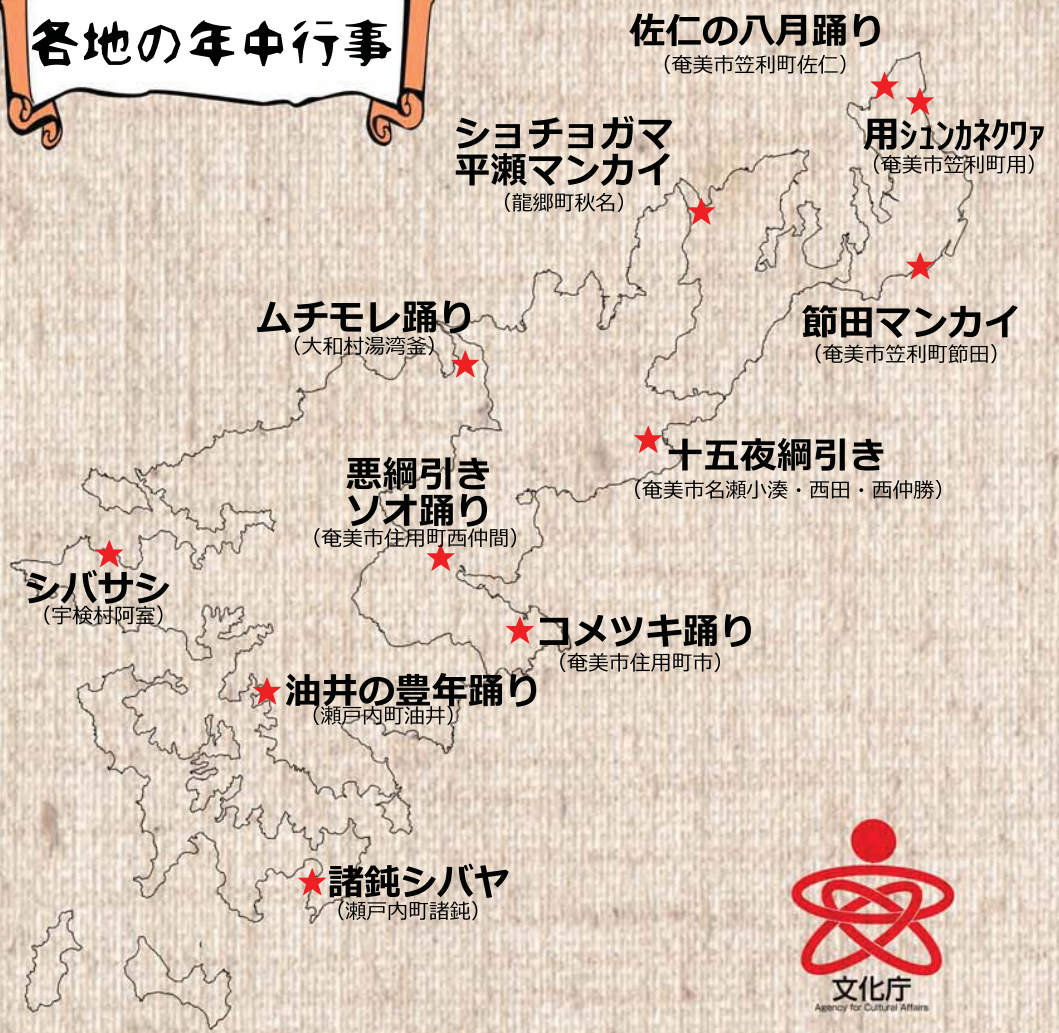 各地の年中行事
佐仁の八月踊り
（奄美市笠利町佐仁）
用シュンカネクワァ
（奄美市笠利町用）
ショチョガマ
平瀬マンカイ
（龍郷町秋名）
節田マンカイ
（奄美市笠利町節田）
ムチモレ踊り
（大和村湯湾釜）
十五夜綱引き
（奄美市名瀬小湊・西田・西仲勝）
悪綱引き
ソオ踊り
（奄美市住用町西仲間）
シバサシ
（宇検村阿室）
コメツキ踊り
（奄美市住用町市）
油井の豊年踊り
（瀬戸内町油井）
諸鈍シバヤ
（瀬戸内町諸鈍）
文化庁
Agency for Cultural Affairs